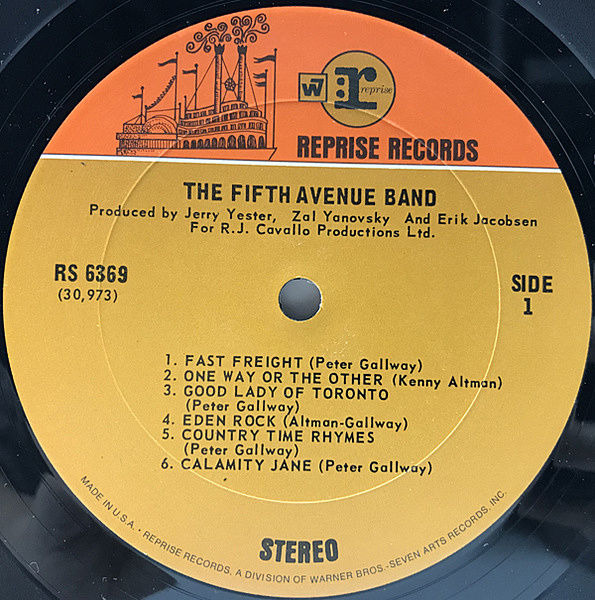 W7 r reprise
REPRISE RECORDS
THE FIFTH AVENUE BAND
Produced by Jerry Yester, Zal Yanovsky And Erik Jacobsen
For R.J. Cavallo Productions Ltd.
RS 6369
(30,973)
SIDE
1
1. FAST FREIGHT (Peter Gallway)
2. ONE WAY OR THE OTHER (Kenny Altman)
3. GOOD LADY OF TORONTO
(Peter Gallway)
4. EDEN ROCK (Altman-Gallway)
5. COUNTRY TIME RHYMES
(Peter Gallway)
6. CALAMITY JANE (Peter Gallway)
STEREO
MADE IN U.S.A. • REPRISE RECORDS, A DIVISION OF WARNER BROS.-SEVEN ARTS RECORDS, INC.